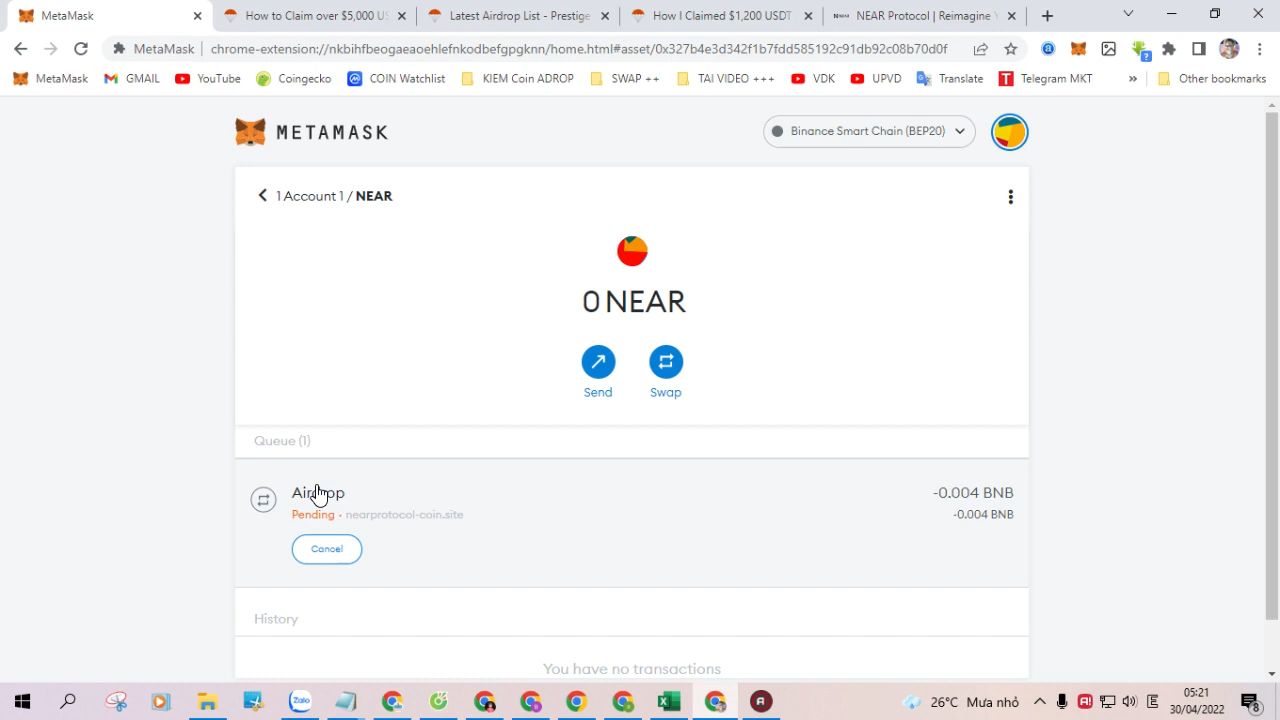 MetaMask
How to Claim over $5,000 US
Latest Airdrop List - Prestige
How I Claimed $1,200 USDT
NEAR Protocol | Reimagine Y
MetaMask
chrome-extension://nkbihfbeogaeaoehlefnkodbefgpgknn/home.html#asset/0x327b4e3d342f1b7fdd585192c91db92c08b70d0f
MetaMask
GMAIL
YouTube
Coingecko
COIN Watchlist
KIEM Coin ADROP
SWAP ++
TAI VIDEO +++
VDK
UPVD
Translate
Telegram MKT
»
Other bookmarks
METAMASK
Binance Smart Chain (BEP20)
1 Account 1 / NEAR
0 NEAR
Send
Swap
Queue (1)
Airdrop
-0.004 BNB
Pending · nearprotocol-coin.site
-0.004 BNB
Cancel
History
You have no transactions
Zalo
26°C Mưa nhỏ
05:21
30/04/2022
8